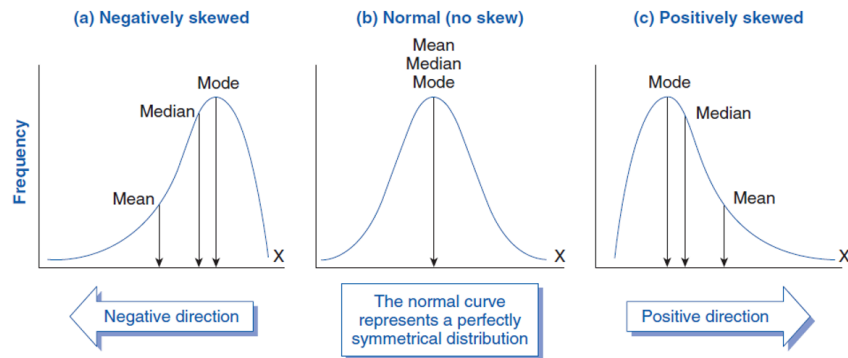 (a) Negatively skewed
(b) Normal (no skew)
(c) Positively skewed
Frequency
Mode
Median
Mean
X
Mean
Median
Mode
X
Mode
Median
Mean
X
Negative direction
The normal curve
represents a perfectly
symmetrical distribution
Positive direction